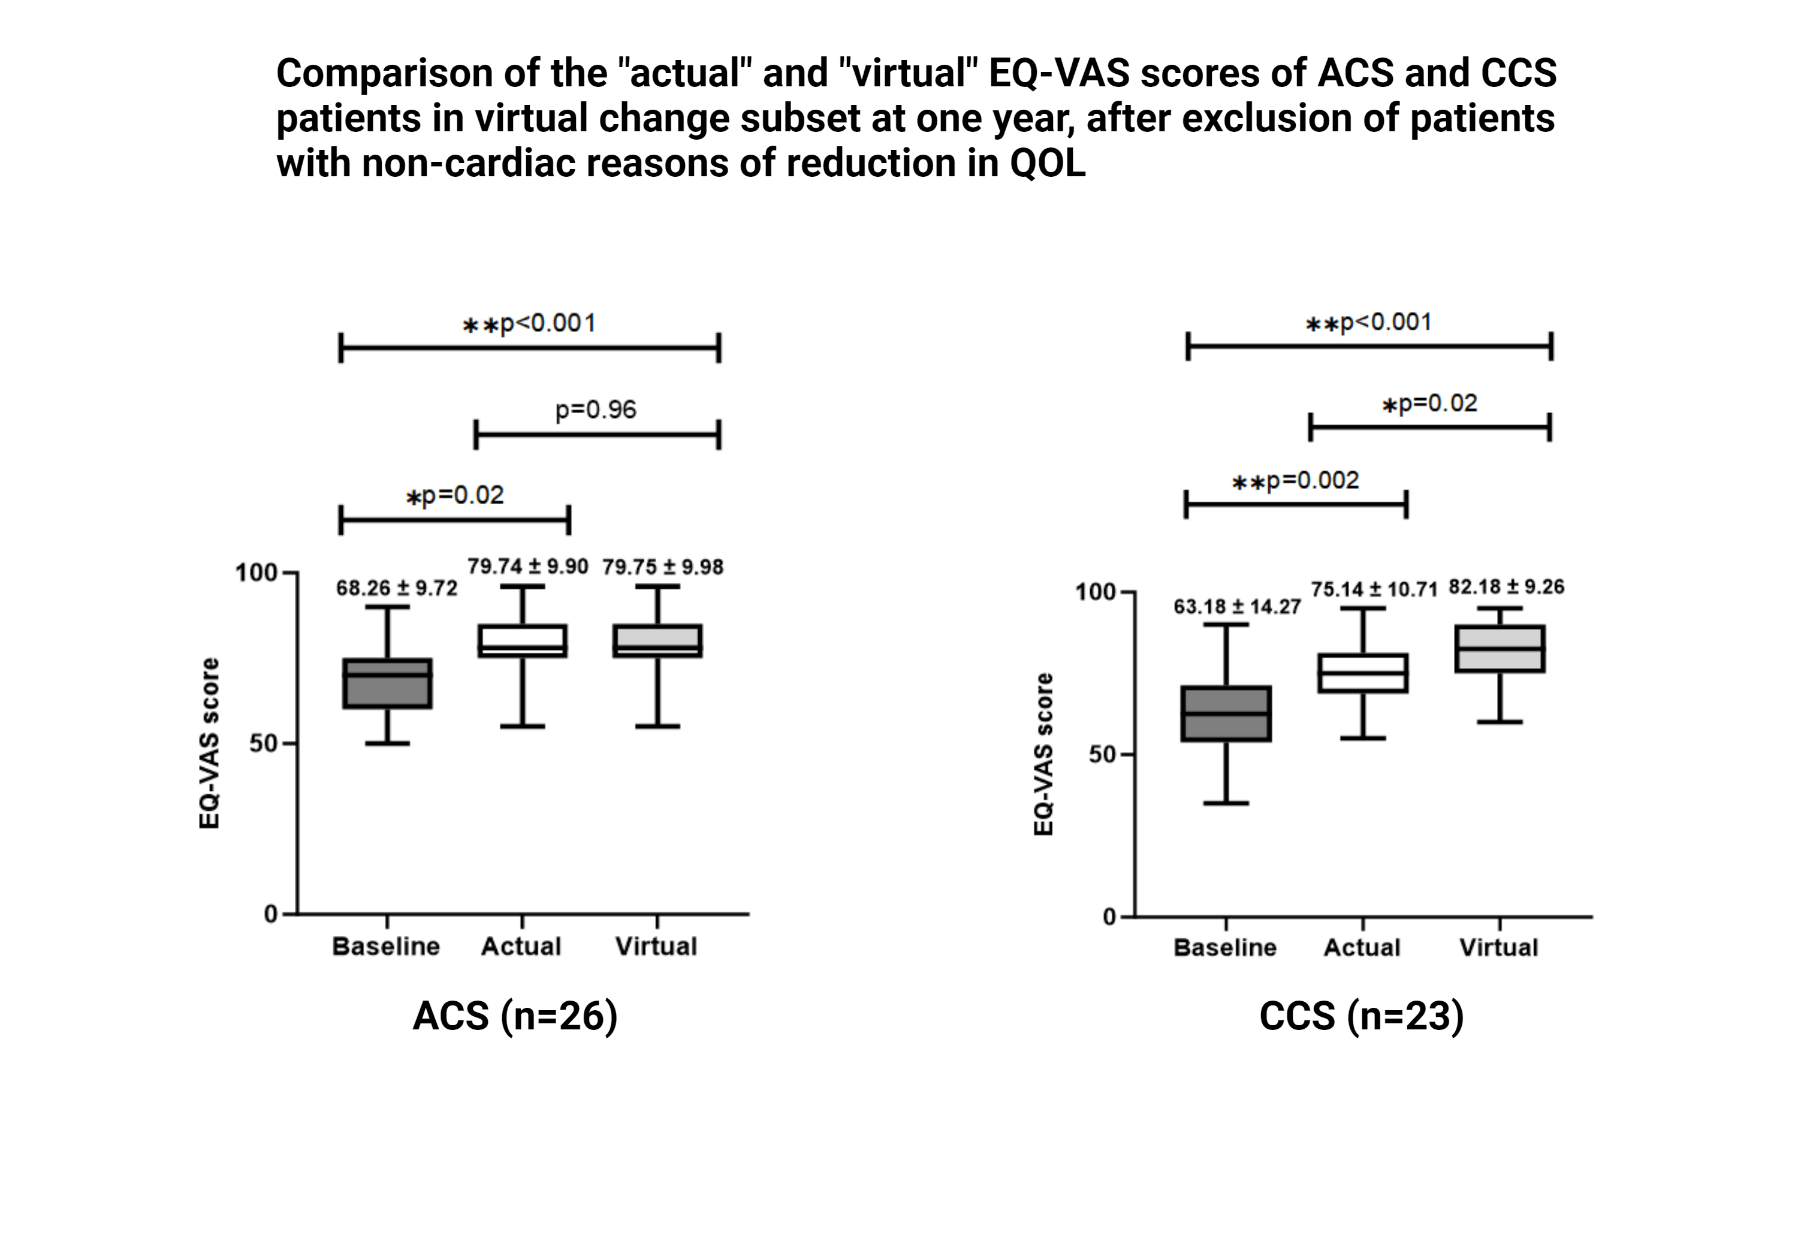 Comparison of the "actual" and "virtual" EQ-VAS scores of ACS and CCS
patients in virtual change subset at one year, after exclusion of patients
with non-cardiac reasons of reduction in QOL
**p<0.001
p=0.96
*p=0.02
68.26 ± 9.72
79.74 ± 9.90
79.75 ± 9.98
100
50
0
EQ-VAS score
Baseline
Actual
Virtual
ACS (n=26)
**p<0.001
*p=0.02
**p=0.002
63.18 ± 14.27
75.14 ± 10.71
82.18 ± 9.26
100
50
0
EQ-VAS score
Baseline
Actual
Virtual
CCS (n=23)